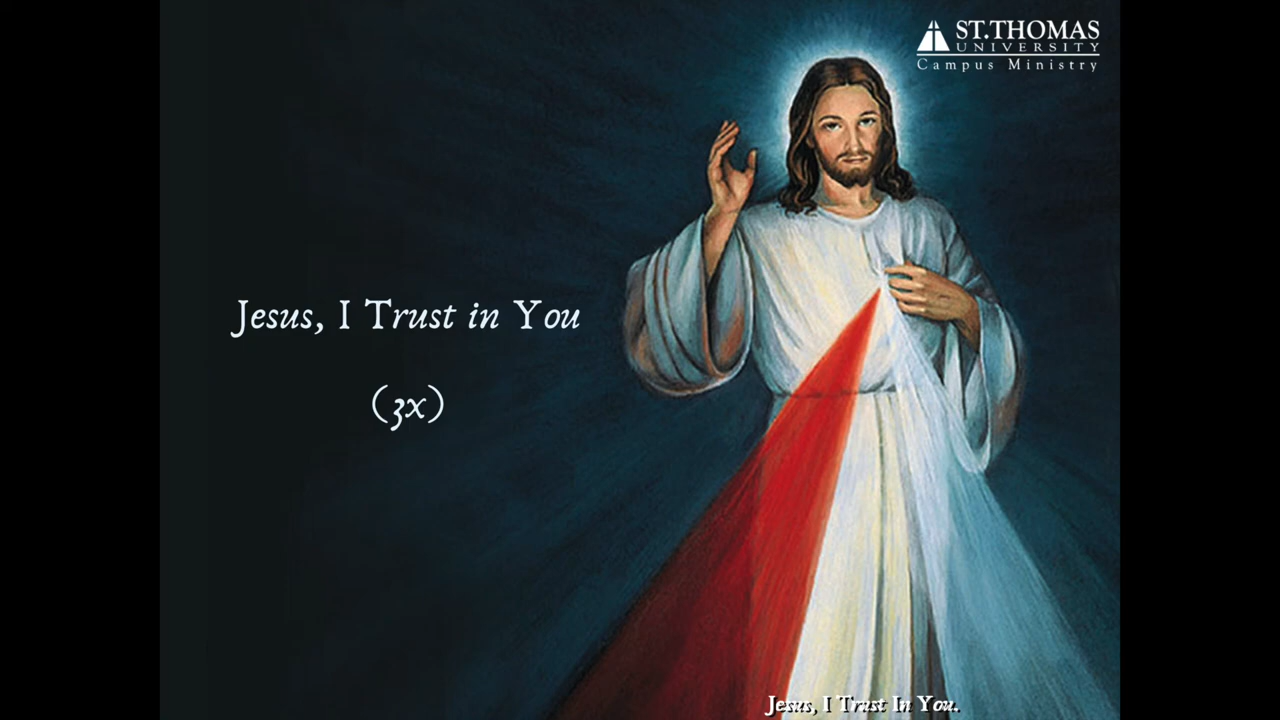 ST.THOMAS
UNIVERSITY
Campus Ministry
Jesus, I Trust in You
(3x)
Jesus, I Trust In You.